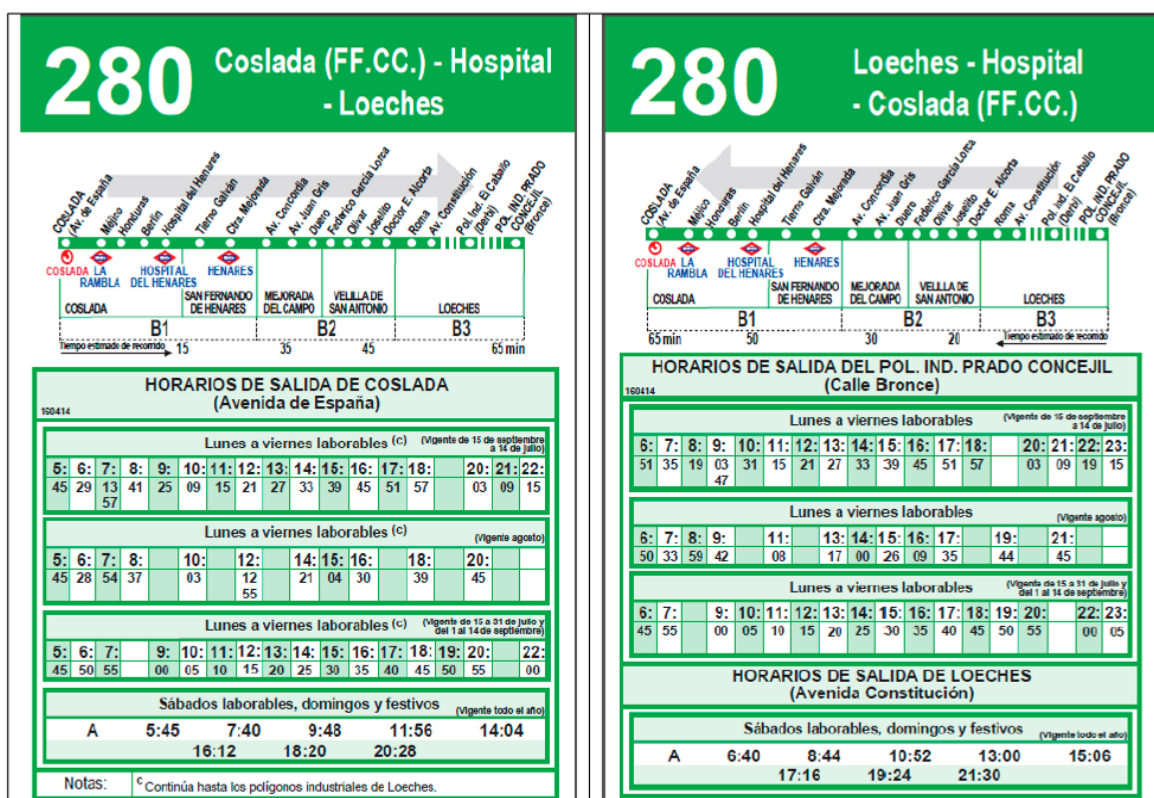 280
Coslada (FF.CC.) - Hospital
- Loeches
COSLADA
(Av. de España)
Méjico
Honduras
Berlín
Hospital del Henares
Tierno Galván
Ctra. Mejorada
Av. Concordia
Av. Juan Gris
Duero
Federico García Lorca
Olivar
Joselito
Doctor E. Alcorta
Roma
Av. Constitución
Pol. Ind. El Caballo
(Derbi)
POL. IND. PRADO
CONCEJIL
(Bronce)
COSLADA LA RAMBLA HOSPITAL DEL HENARES HENARES
COSLADA SAN FERNANDO DE HENARES MEJORADA DEL CAMPO VELILLA DE SAN ANTONIO LOECHES
B1 B2 B3
Tiempo estimado de recorrido 15 35 45 65 min
HORARIOS DE SALIDA DE COSLADA
(Avenida de España)
160414
Lunes a viernes laborables (c) (Vigente de 15 de septiembre
a 14 de julio)
5: 6: 7: 8: 9: 10: 11: 12: 13: 14: 15: 16: 17: 18: 20: 21: 22:
45 29 13 41 25 09 15 21 27 33 39 45 51 57 03 09 15
57
Lunes a viernes laborables (c) (Vigente agosto)
5: 6: 7: 8: 10: 12: 14: 15: 16: 18: 20:
45 28 54 37 03 12 21 04 30 39 45
55
Lunes a viernes laborables (c) (Vigente de 15 a 31 de julio y
del 1 al 14 de septiembre)
5: 6: 7: 9: 10: 11: 12: 13: 14: 15: 16: 17: 18: 19: 20: 22:
45 50 55 00 05 10 15 20 25 30 35 40 45 50 55 00
Sábados laborables, domingos y festivos (Vigente todo el año)
A 5:45 7:40 9:48 11:56 14:04
16:12 18:20 20:28
Notas: C Continúa hasta los polígonos industriales de Loeches.
280
Loeches - Hospital
- Coslada (FF.CC.)
COSLADA
(Av. de España)
Méjico
Honduras
Berlín
Hospital del Henares
Tierno Galván
Ctra. Mejorada
Av. Concordia
Av. Juan Gris
Duero
Federico García Lorca
Olivar
Joselito
Doctor E. Alcorta
Roma
Av. Constitución
Pol. Ind. El Caballo
(Derbi)
POL. IND. PRADO
CONCEJIL
(Bronce)
COSLADA LA RAMBLA HOSPITAL DEL HENARES HENARES
COSLADA SAN FERNANDO DE HENARES MEJORADA DEL CAMPO VELILLA DE SAN ANTONIO LOECHES
B1 B2 B3
65 min 50 30 20 Tiempo estimado de recorrido
HORARIOS DE SALIDA DEL POL. IND. PRADO CONCEJIL
(Calle Bronce)
160414
Lunes a viernes laborables (Vigente de 15 de septiembre
a 14 de julio)
6: 7: 8: 9: 10: 11: 12: 13: 14: 15: 16: 17: 18: 20: 21: 22: 23:
51 35 19 03 31 15 21 27 33 39 45 51 57 03 09 19 15
47
Lunes a viernes laborables (Vigente agosto)
6: 7: 8: 9: 11: 13: 14: 15: 16: 17: 19: 21:
50 33 59 42 08 17 00 26 09 35 44 45
Lunes a viernes laborables (Vigente de 15 a 31 de julio y
del 1 al 14 de septiembre)
6: 7: 9: 10: 11: 12: 13: 14: 15: 16: 17: 18: 19: 20: 22: 23:
45 55 00 05 10 15 20 25 30 35 40 45 50 55 00 05
HORARIOS DE SALIDA DE LOECHES
(Avenida Constitución)
Sábados laborables, domingos y festivos (Vigente todo el año)
A 6:40 8:44 10:52 13:00 15:06
17:16 19:24 21:30